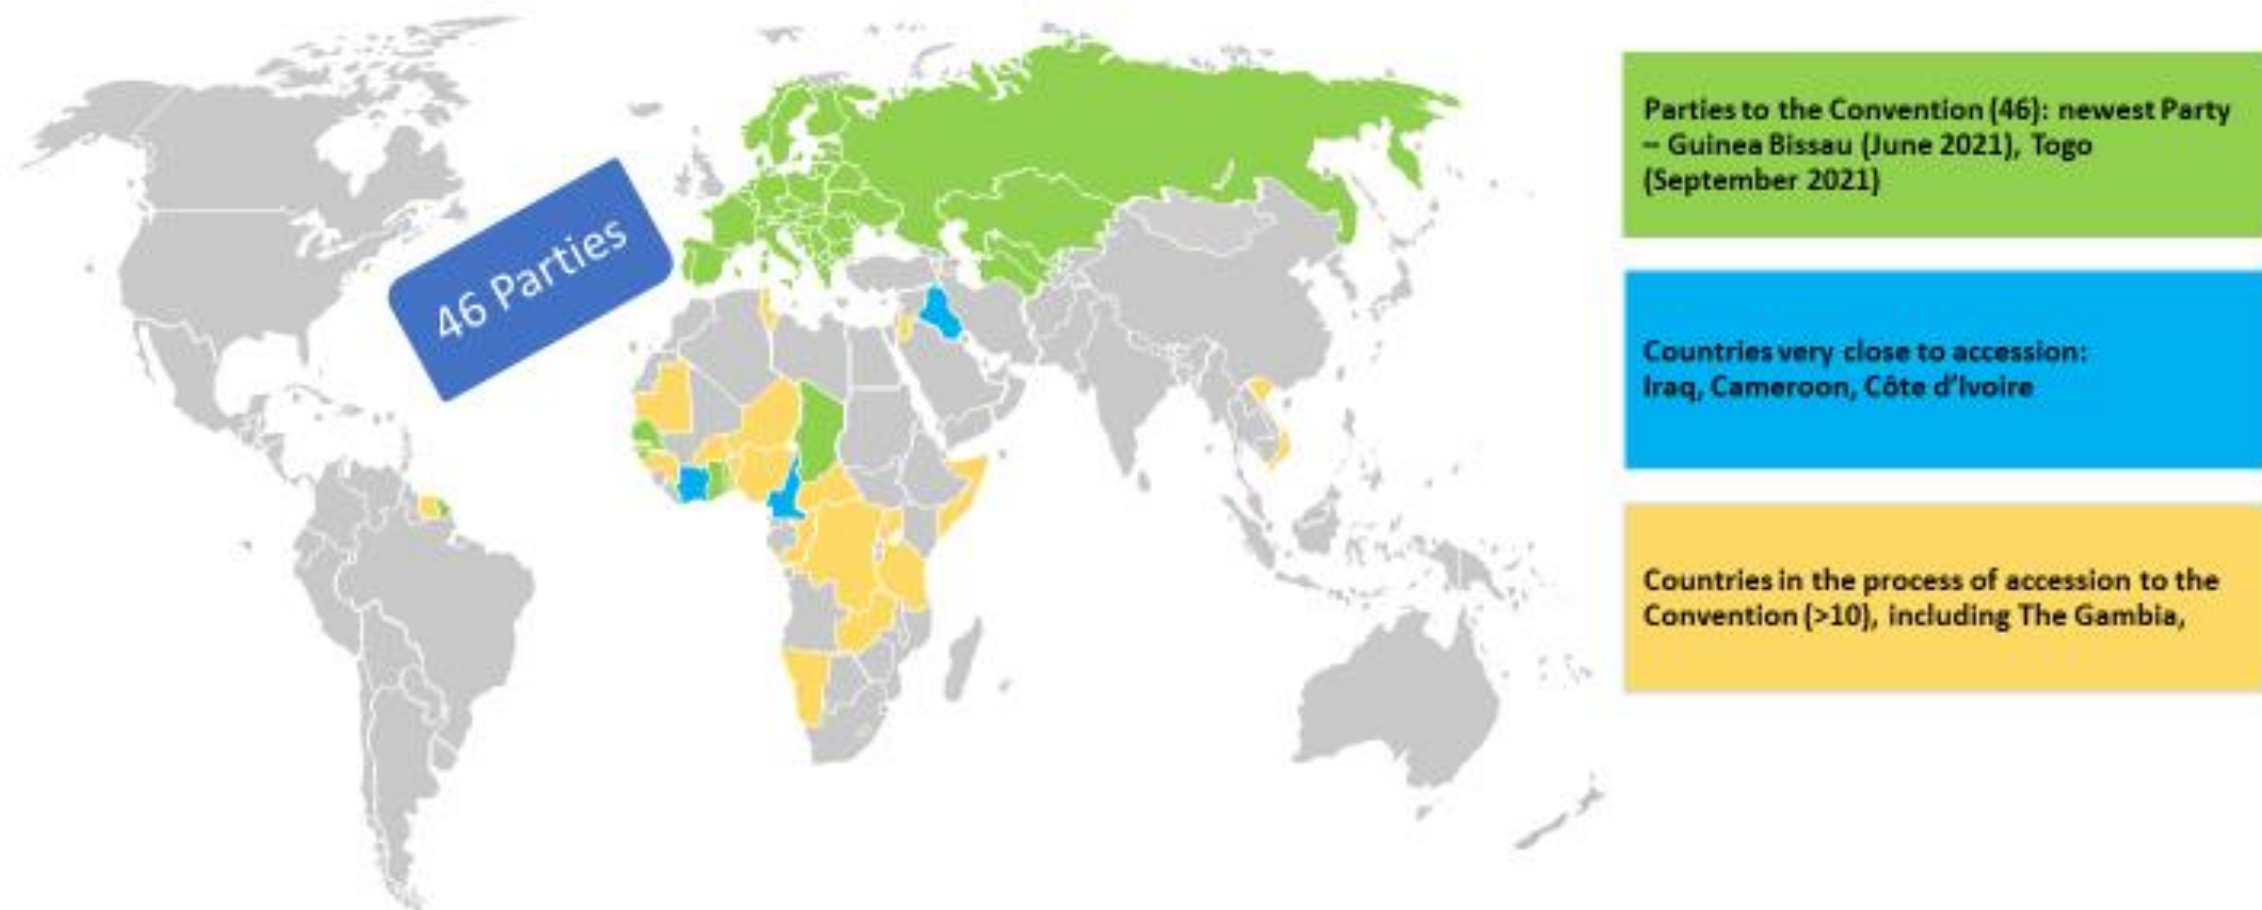 46 Parties
Parties to the Convention (46): newest Party
– Guinea Bissau (June 2021), Togo
(September 2021)
Countries very close to accession:
Iraq, Cameroon, Côte d’Ivoire
Countries in the process of accession to the
Convention (>10), including The Gambia,